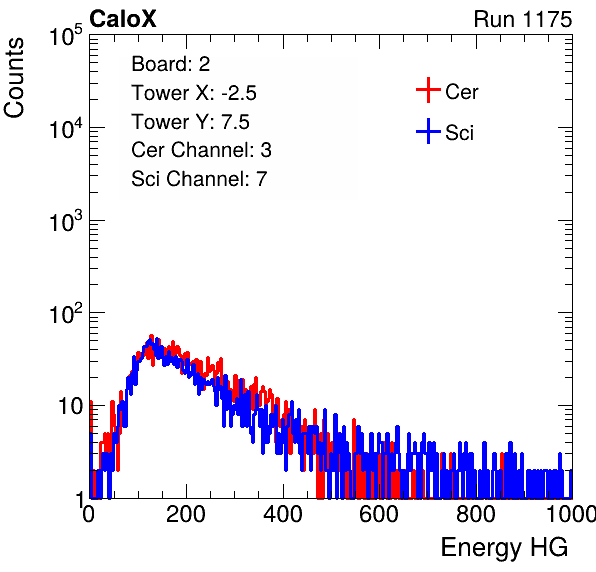 CaloX Run 1175
Counts
10^5
10^4
10^3
10^2
10
1
Board: 2
Tower X: -2.5
Tower Y: 7.5
Cer Channel: 3
Sci Channel: 7
Cer
Sci
0 200 400 600 800 1000
Energy HG